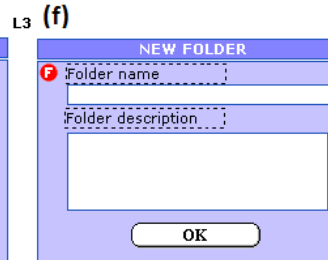 L3 (f)
NEW FOLDER
F Folder name
Folder description
OK